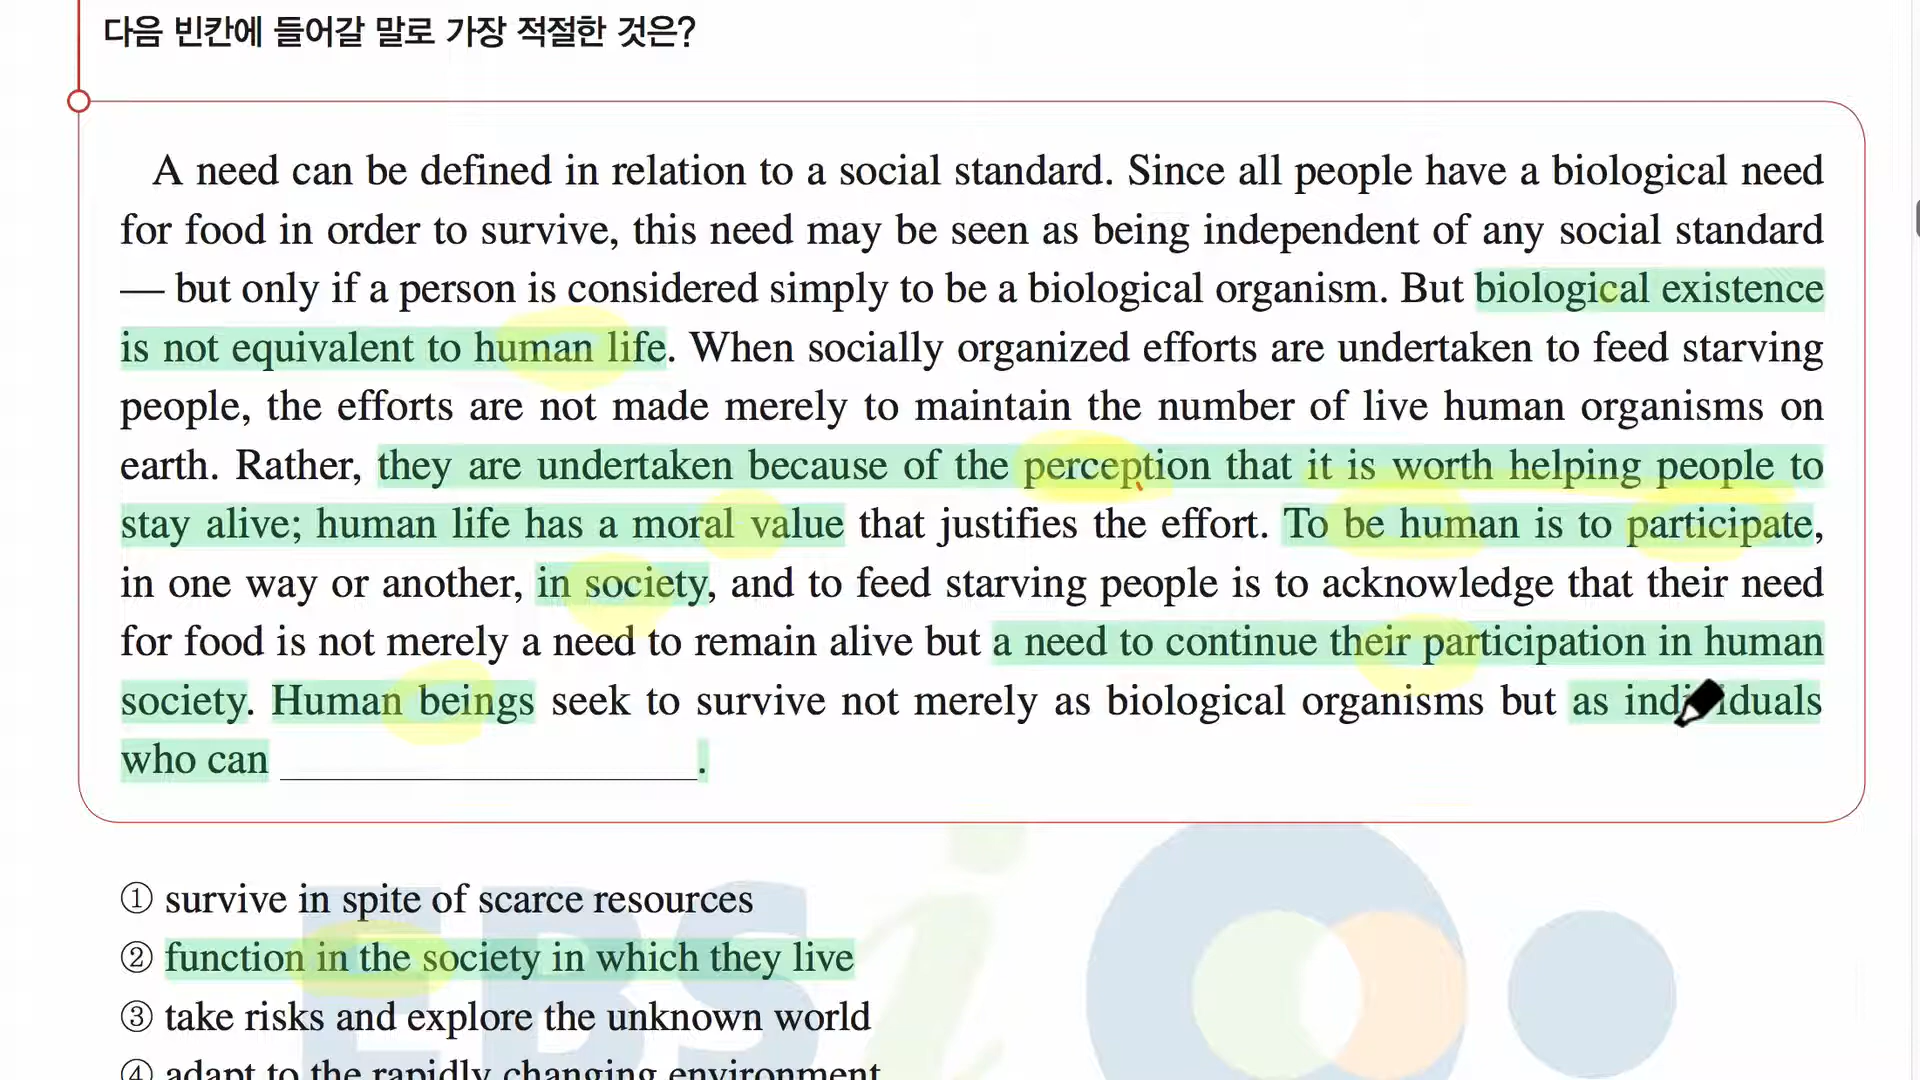 다음 빈칸에 들어갈 말로 가장 적절한 것은?
A need can be defined in relation to a social standard. Since all people have a biological need
for food in order to survive, this need may be seen as being independent of any social standard
— but only if a person is considered simply to be a biological organism. But biological existence
is not equivalent to human life. When socially organized efforts are undertaken to feed starving
people, the efforts are not made merely to maintain the number of live human organisms on
earth. Rather, they are undertaken because of the perception that it is worth helping people to
stay alive; human life has a moral value that justifies the effort. To be human is to participate,
in one way or another, in society, and to feed starving people is to acknowledge that their need
for food is not merely a need to remain alive but a need to continue their participation in human
society. Human beings seek to survive not merely as biological organisms but as individuals
who can ____________________.
① survive in spite of scarce resources
② function in the society in which they live
③ take risks and explore the unknown world
④ adapt to the rapidly changing environment
EBSi